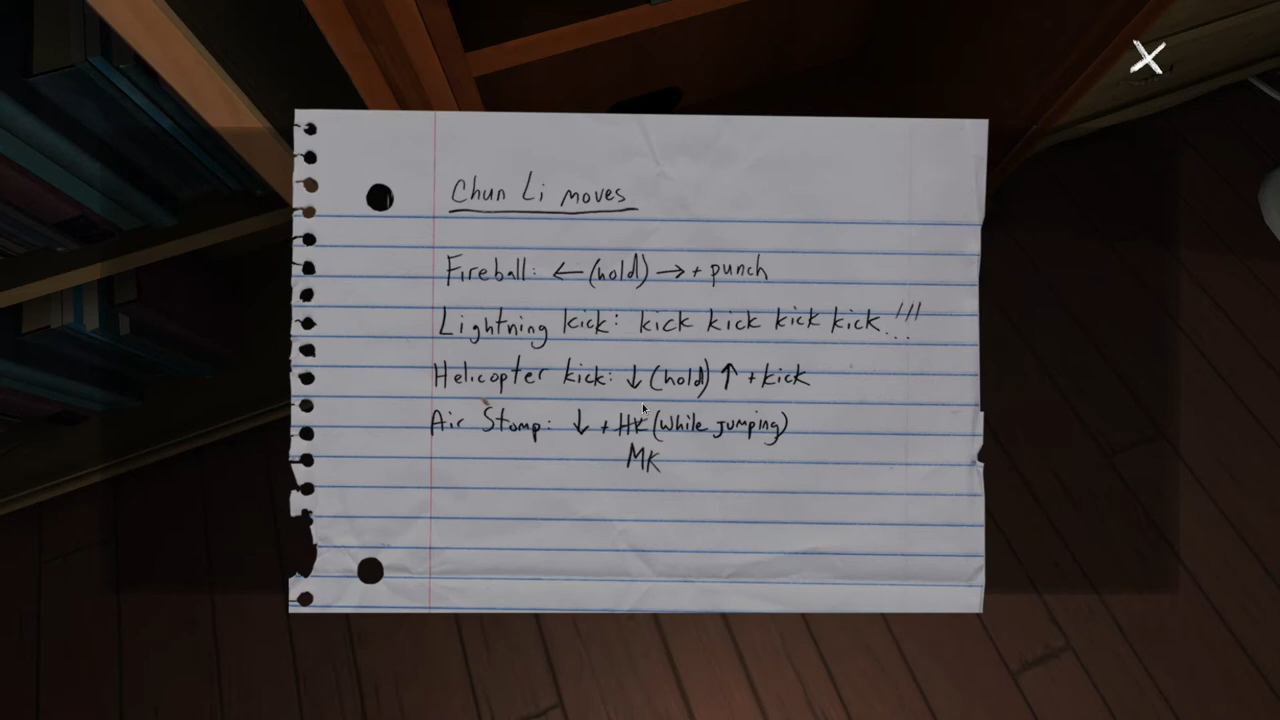 Chun Li moves
Fireball: ← (hold) → + punch
Lightning kick: kick kick kick kick!!!
Helicopter kick: ↓ (hold) ↑ + kick
Air Stomp: ↓ + HK (while jumping)
MK